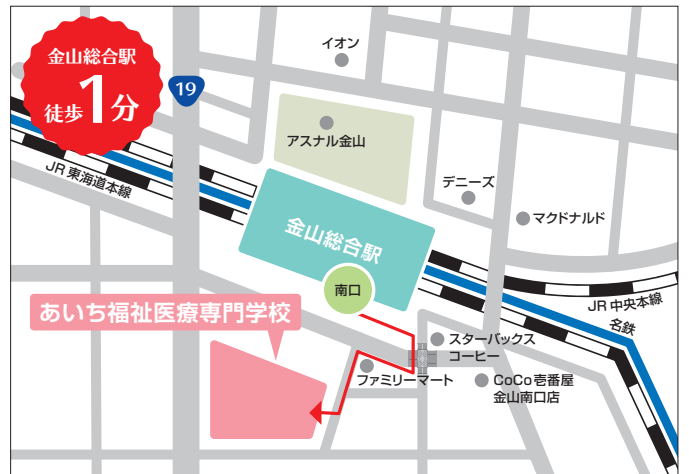 金山総合駅
徒歩1分
19
イオン
アスナル金山
デニーズ
マクドナルド
JR東海道本線
金山総合駅
南口
JR中央本線
名鉄
あいち福祉医療専門学校
スターバックス
コーヒー
ファミリーマート
CoCo壱番屋
金山南口店